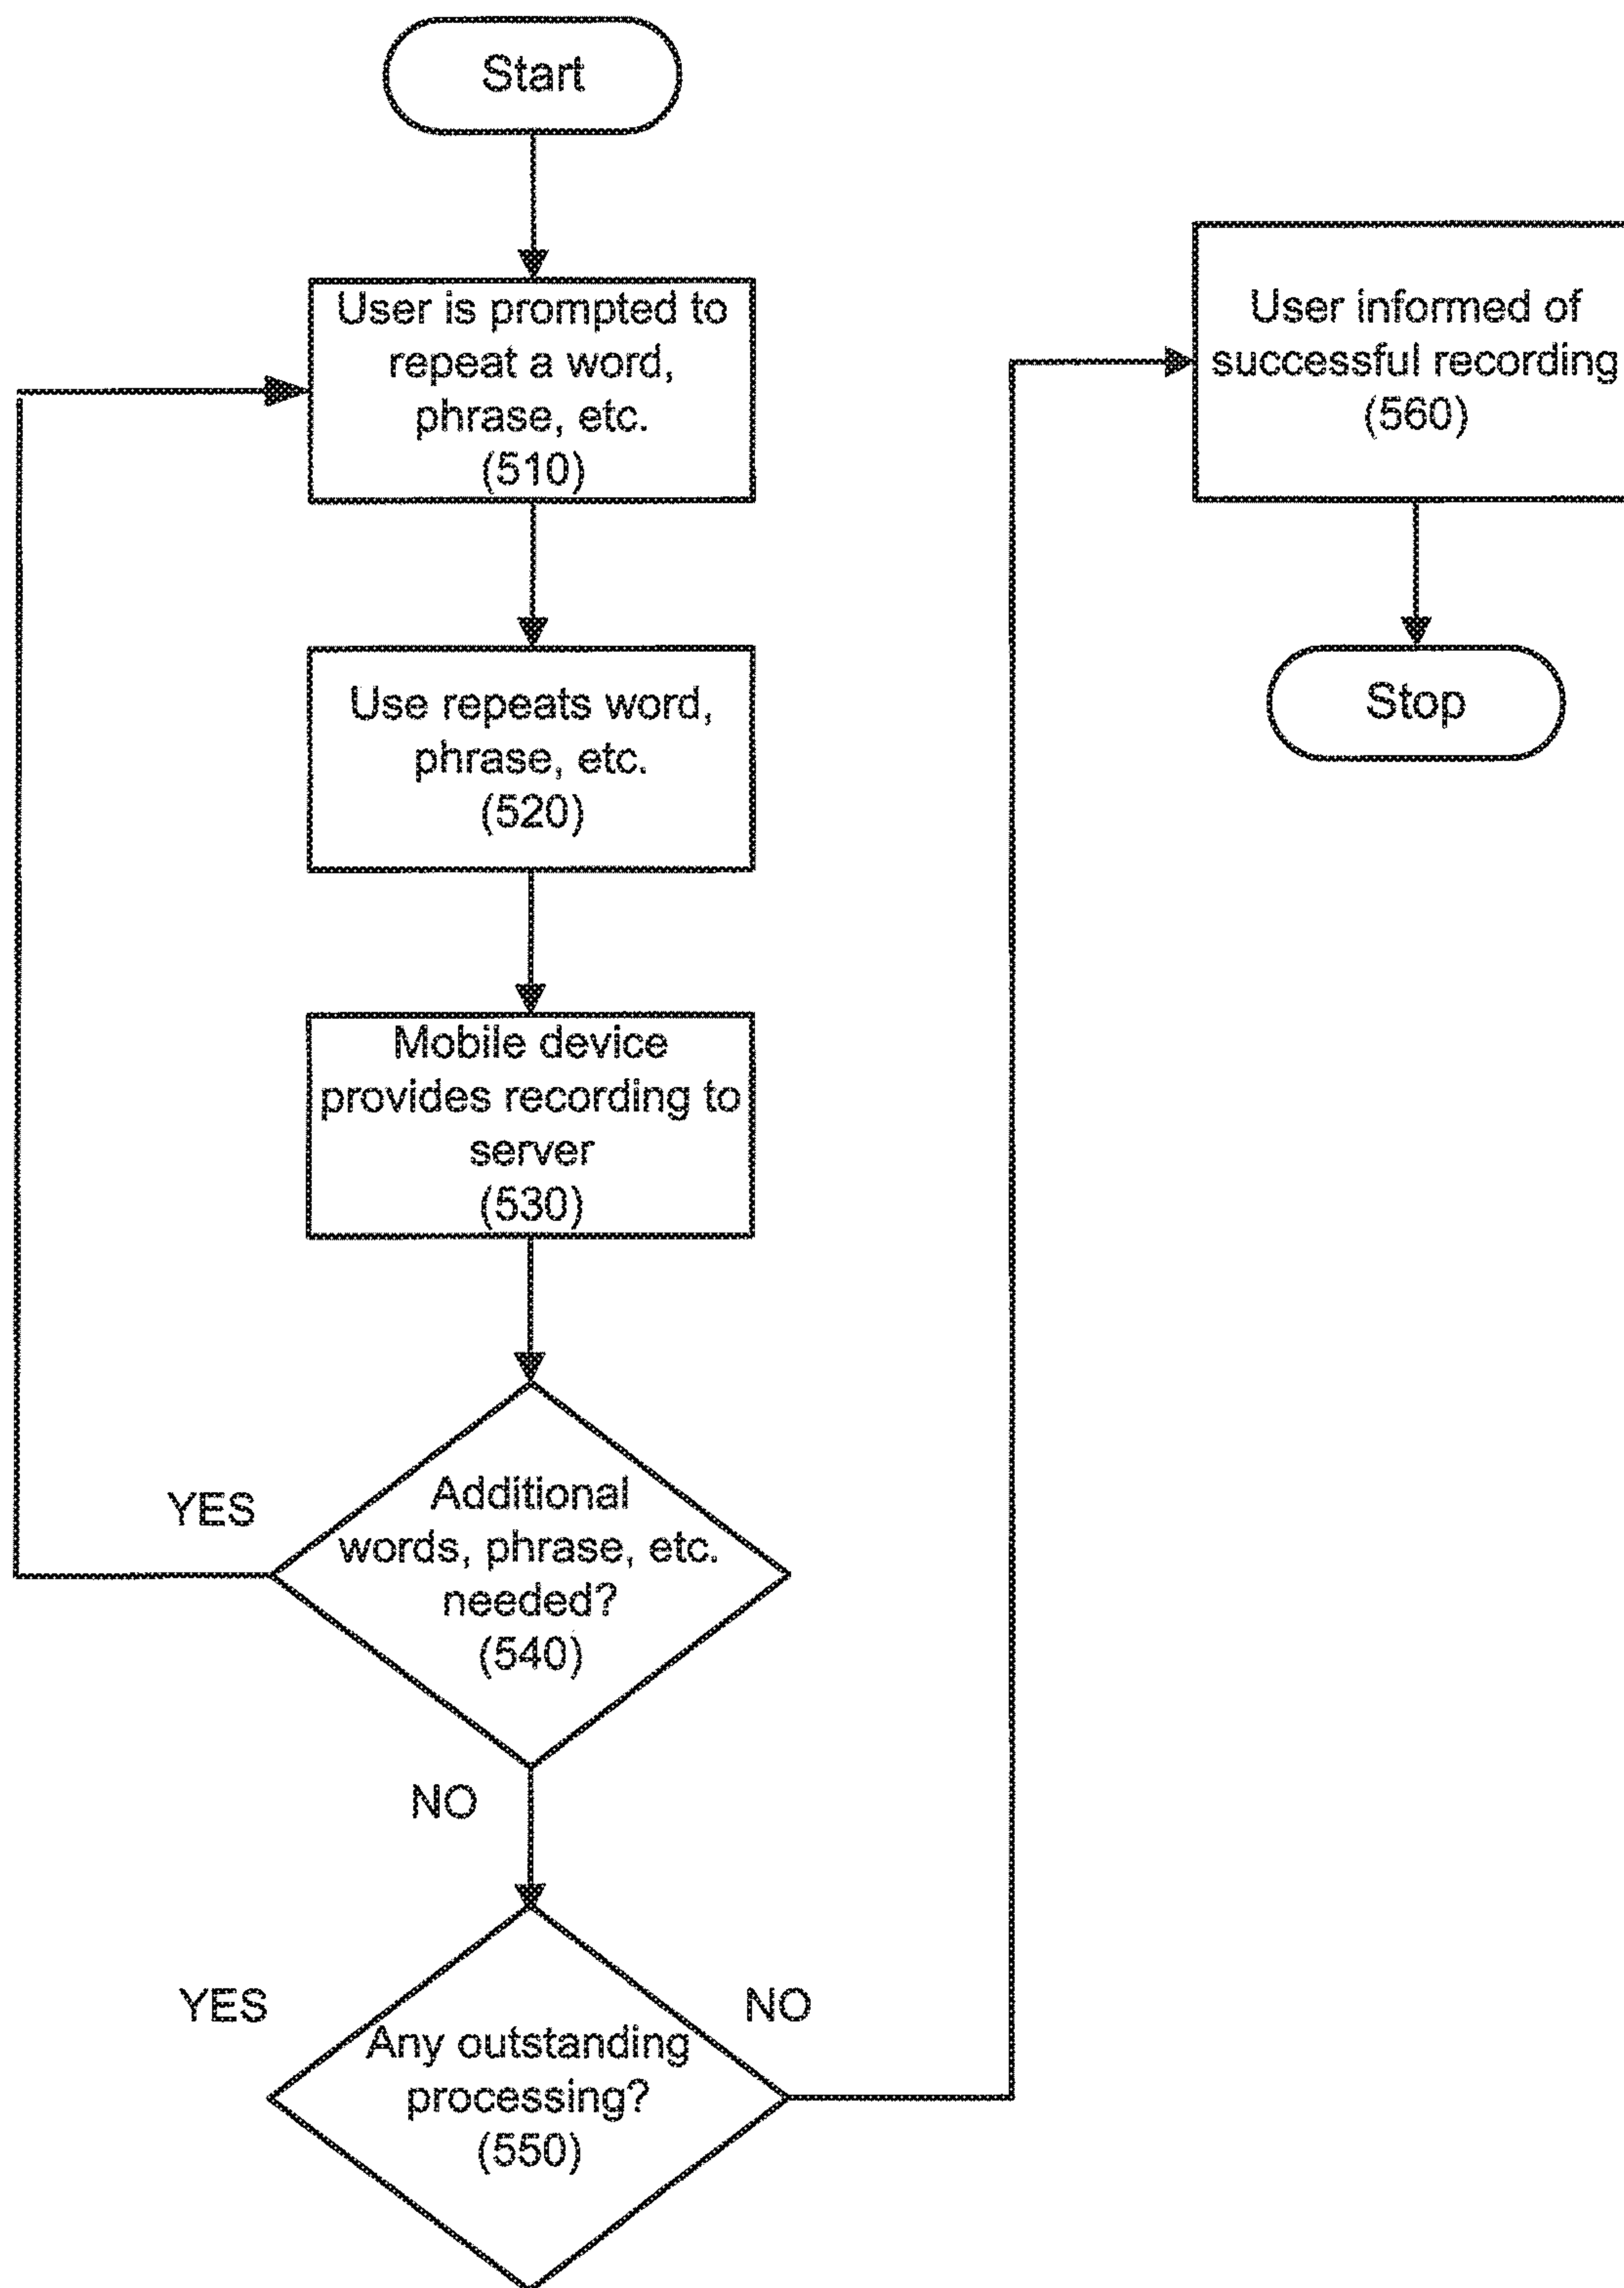 Start
User is prompted to
repeat a word,
phrase, etc.
(510)
Use repeats word,
phrase, etc.
(520)
Mobile device
provides recording to
server
(530)
YES
Additional
words, phrase, etc.
needed?
(540)
NO
YES
NO
Any outstanding
processing?
(550)
User informed of
successful recording
(560)
Stop